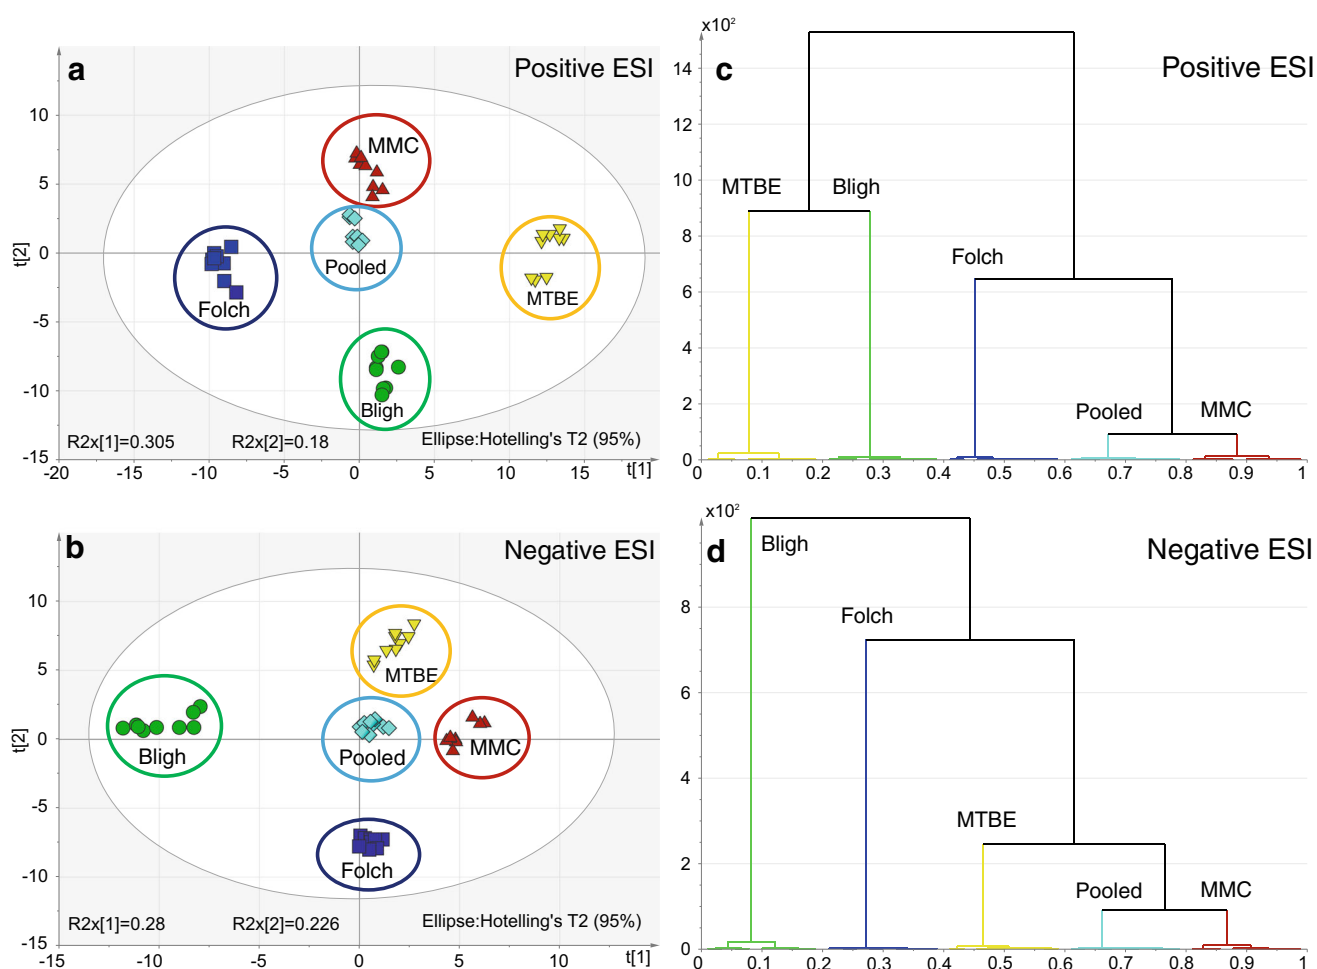 a
Positive ESI
10
5
0
-5
-10
-15
t[2]
MMC
Pooled
MTBE
Folch
Bligh
R2x[1]=0.305
R2x[2]=0.18
Ellipse:Hotelling's T2 (95%)
-20 -15 -10 -5 0 5 10 15
t[1]
x10²
c
Positive ESI
14
12
10
8
6
4
2
0
MTBE
Bligh
Folch
Pooled
MMC
0 0.1 0.2 0.3 0.4 0.5 0.6 0.7 0.8 0.9 1
b
Negative ESI
10
5
0
-5
-10
-15
t[2]
MTBE
Bligh
Pooled
MMC
Folch
R2x[1]=0.28
R2x[2]=0.226
Ellipse:Hotelling's T2 (95%)
-15 -10 -5 0 5 10
t[1]
x10²
d
Negative ESI
8
6
4
2
0
Bligh
Folch
MTBE
Pooled
MMC
0 0.1 0.2 0.3 0.4 0.5 0.6 0.7 0.8 0.9 1